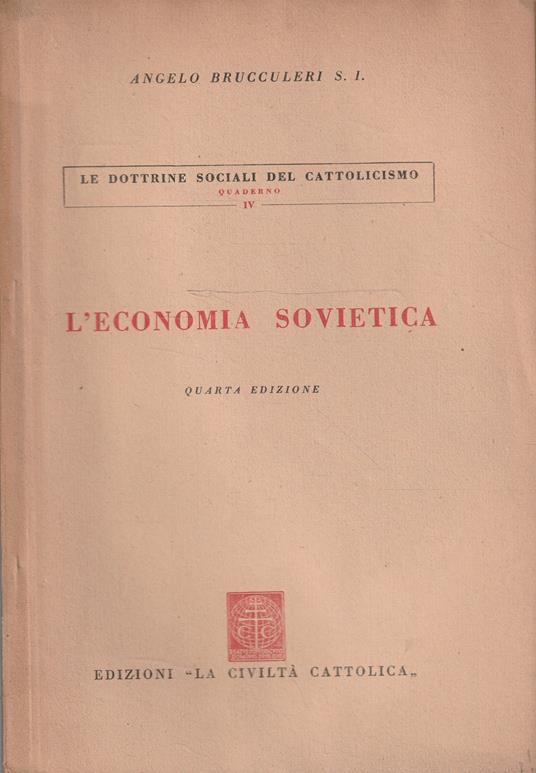 ANGELO BRUCCULERI S. I.
LE DOTTRINE SOCIALI DEL CATTOLICISMO
QUADERNO
IV
L'ECONOMIA SOVIETICA
QUARTA EDIZIONE
EDIZIONI "LA CIVILTÀ CATTOLICA„